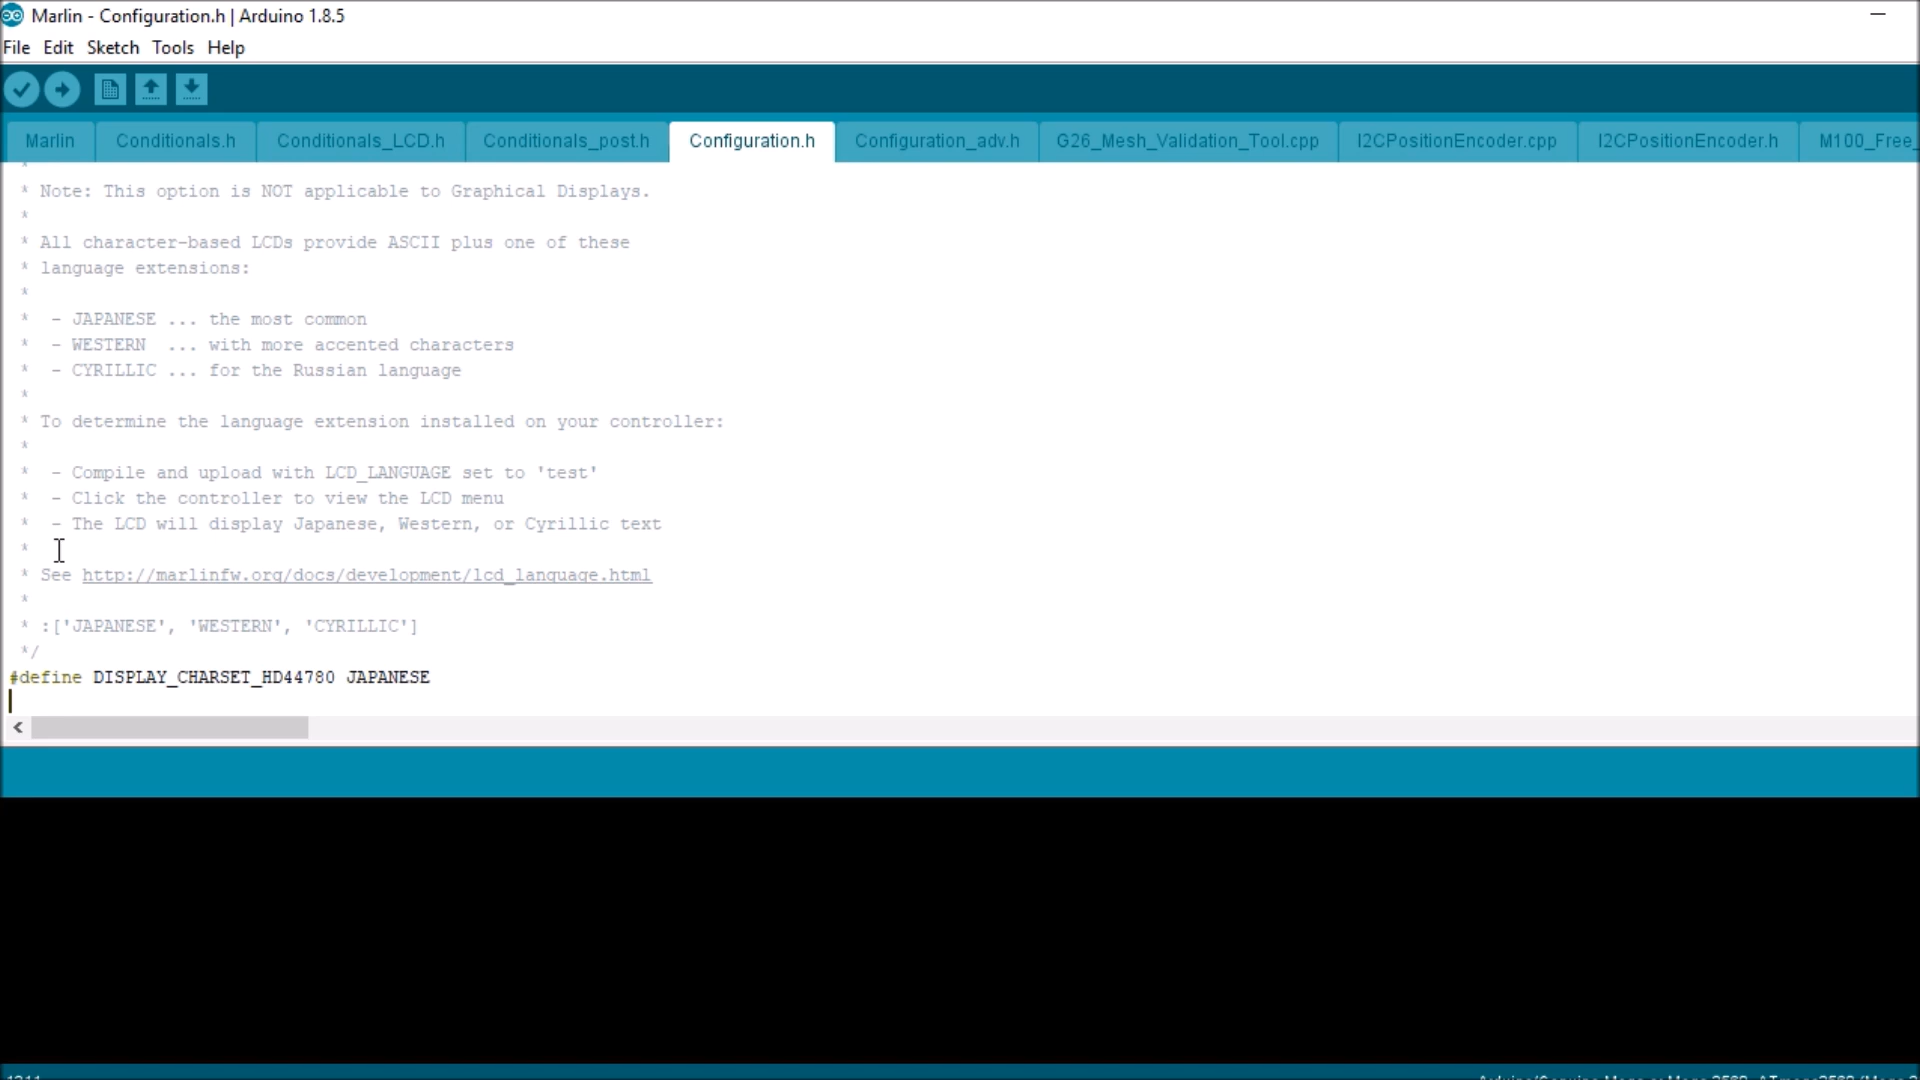 Marlin - Configuration.h | Arduino 1.8.5
File Edit Sketch Tools Help
Marlin Conditionals.h Conditionals_LCD.h Conditionals_post.h Configuration.h Configuration_adv.h G26_Mesh_Validation_Tool.cpp I2CPositionEncoder.cpp I2CPositionEncoder.h M100_Free_
*
* Note: This option is NOT applicable to Graphical Displays.
*
* All character-based LCDs provide ASCII plus one of these
* language extensions:
*
*  - JAPANESE ... the most common
*  - WESTERN  ... with more accented characters
*  - CYRILLIC ... for the Russian language
*
* To determine the language extension installed on your controller:
*
*  - Compile and upload with LCD_LANGUAGE set to 'test'
*  - Click the controller to view the LCD menu
*  - The LCD will display Japanese, Western, or Cyrillic text
*
* See http://marlinfw.org/docs/development/lcd_language.html
*
* :['JAPANESE', 'WESTERN', 'CYRILLIC']
*/
#define DISPLAY_CHARSET_HD44780 JAPANESE